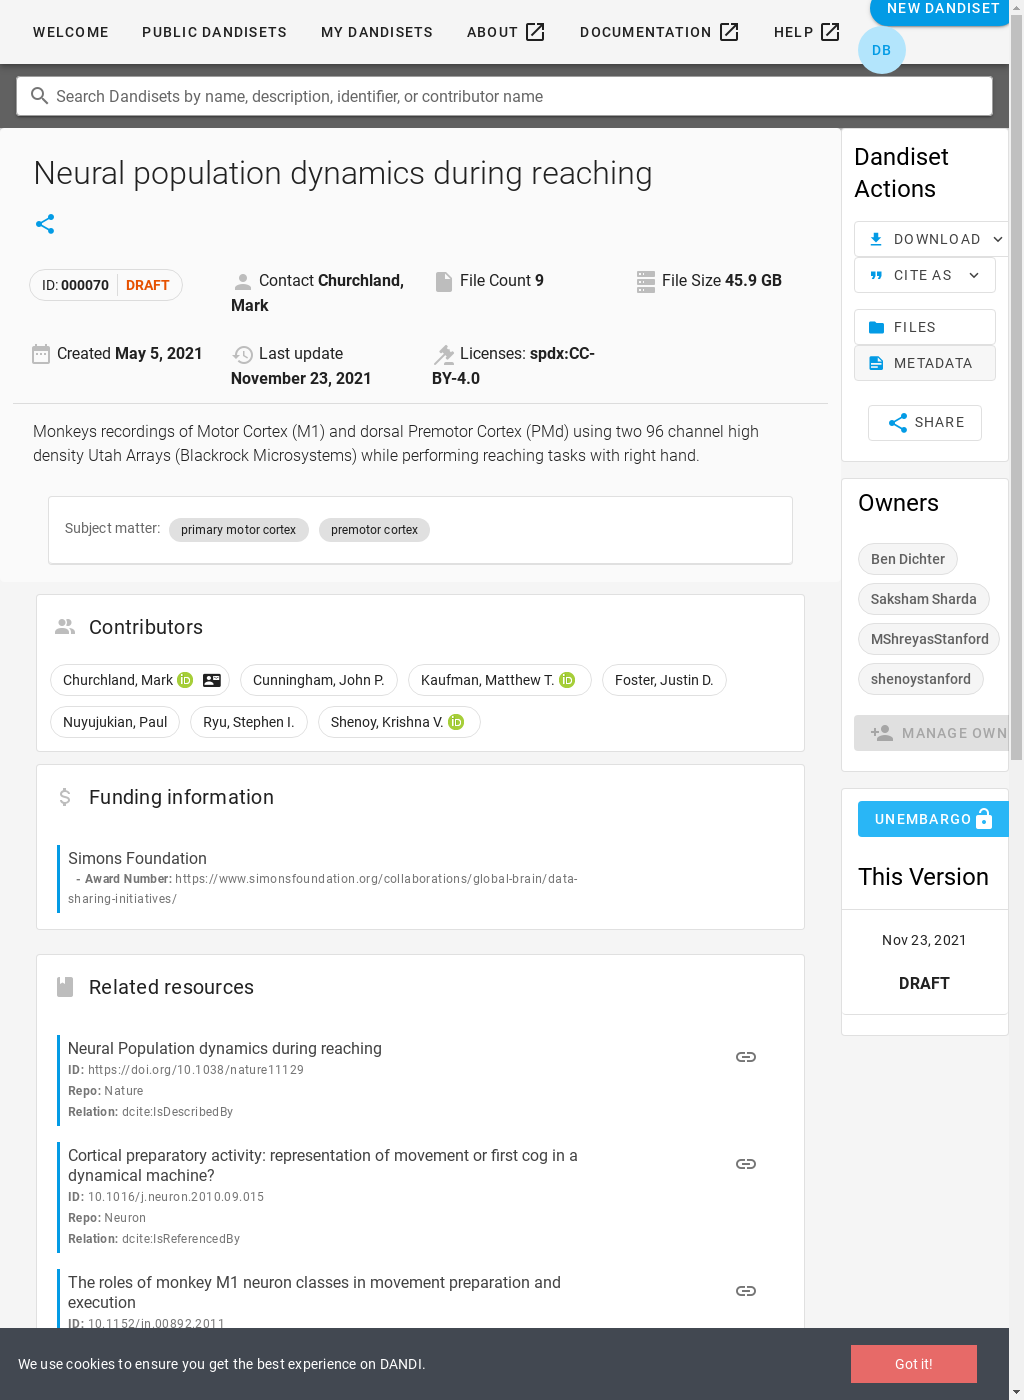 WELCOME
PUBLIC DANDISETS
MY DANDISETS
ABOUT
DOCUMENTATION
HELP
NEW DANDISET
DB
Search Dandisets by name, description, identifier, or contributor name
Neural population dynamics during reaching
ID: 000070 DRAFT
Contact Churchland,
Mark
File Count 9
File Size 45.9 GB
Created May 5, 2021
Last update
November 23, 2021
Licenses: spdx:CC-
BY-4.0
Monkeys recordings of Motor Cortex (M1) and dorsal Premotor Cortex (PMd) using two 96 channel high
density Utah Arrays (Blackrock Microsystems) while performing reaching tasks with right hand.
Subject matter: primary motor cortex premotor cortex
Contributors
Churchland, Mark iD
Cunningham, John P.
Kaufman, Matthew T. iD
Foster, Justin D.
Nuyujukian, Paul
Ryu, Stephen I.
Shenoy, Krishna V. iD
Funding information
Simons Foundation
- Award Number: https://www.simonsfoundation.org/collaborations/global-brain/data-
sharing-initiatives/
Related resources
Neural Population dynamics during reaching
ID: https://doi.org/10.1038/nature11129
Repo: Nature
Relation: dcite:IsDescribedBy
Cortical preparatory activity: representation of movement or first cog in a
dynamical machine?
ID: 10.1016/j.neuron.2010.09.015
Repo: Neuron
Relation: dcite:IsReferencedBy
The roles of monkey M1 neuron classes in movement preparation and
execution
ID: 10.1152/jn.00892.2011
Dandiset
Actions
DOWNLOAD
CITE AS
FILES
METADATA
SHARE
Owners
Ben Dichter
Saksham Sharda
MShreyasStanford
shenoystanford
MANAGE OWN
UNEMBARGO
This Version
Nov 23, 2021
DRAFT
We use cookies to ensure you get the best experience on DANDI.
Got it!